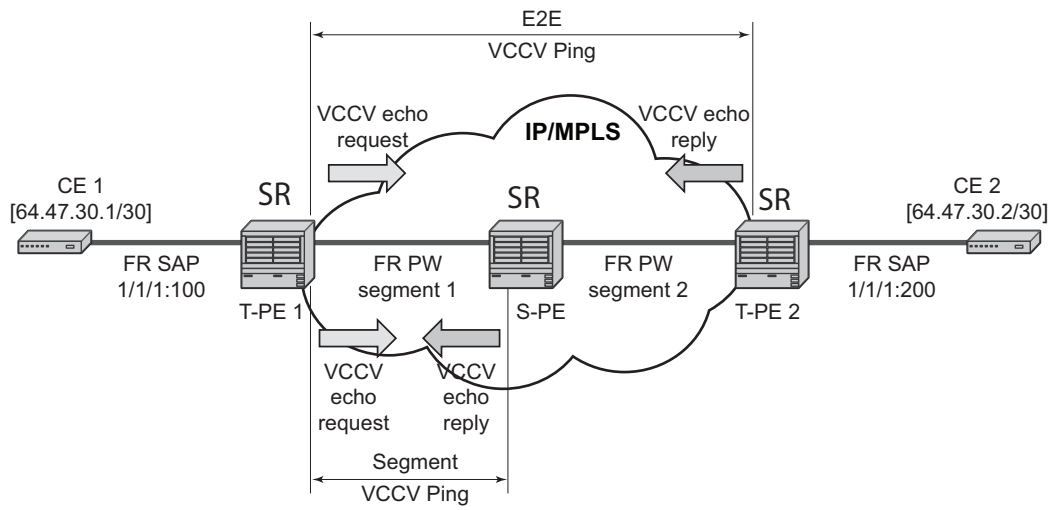 E2E
VCCV Ping
VCCV echo
request
IP/MPLS
VCCV echo
reply
CE 1
[64.47.30.1/30]
SR
SR
SR
CE 2
[64.47.30.2/30]
FR SAP
1/1/1:100
T-PE 1
FR PW
segment 1
S-PE
FR PW
segment 2
T-PE 2
FR SAP
1/1/1:200
VCCV
echo
request
VCCV
echo
reply
Segment
VCCV Ping